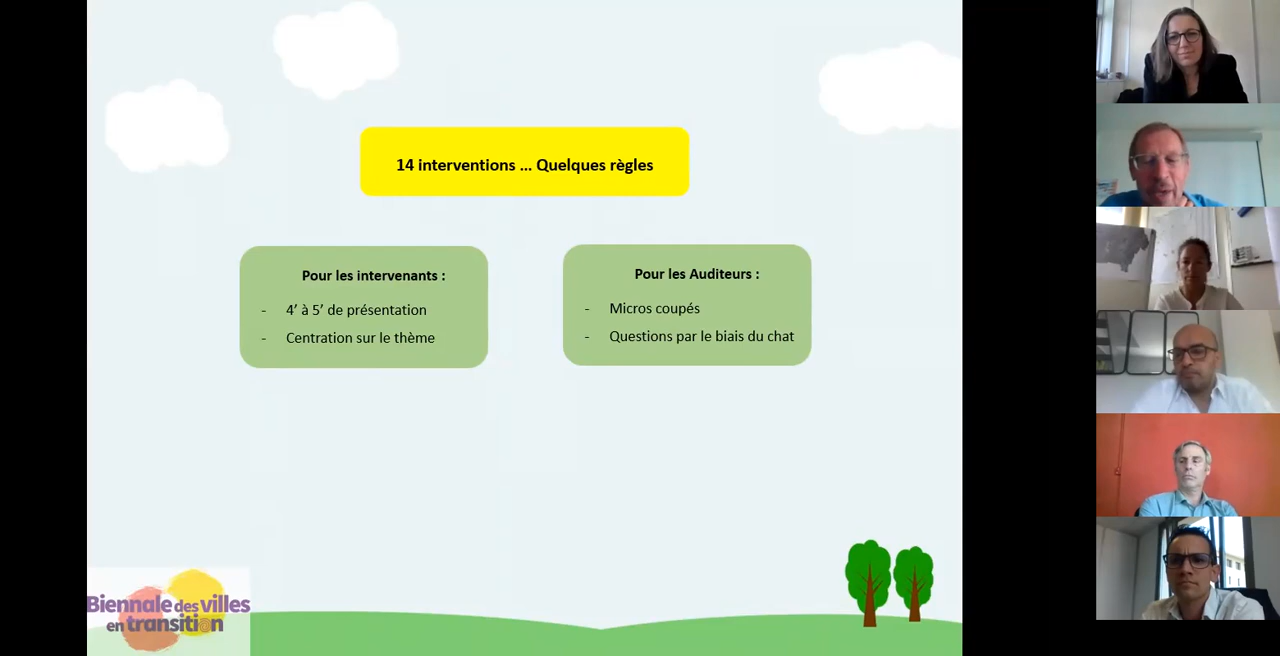 14 interventions ... Quelques règles
Pour les intervenants :
- 4’ à 5’ de présentation
- Centration sur le thème
Pour les Auditeurs :
- Micros coupés
- Questions par le biais du chat
Biennale des villes
en transition